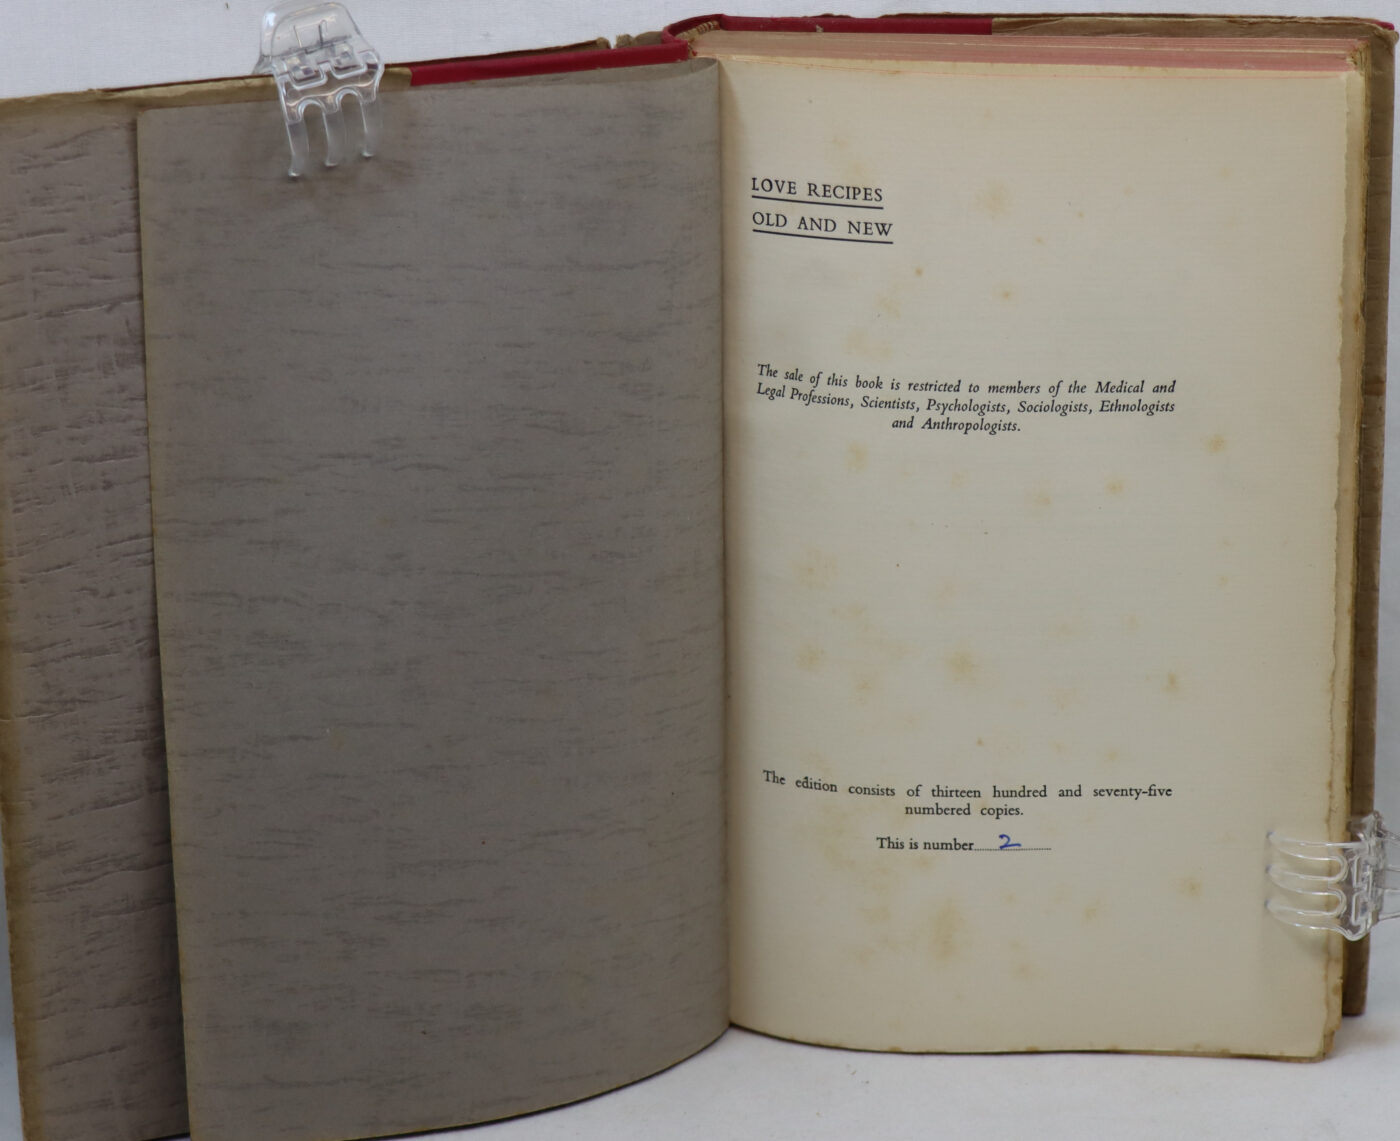 LOVE RECIPES
OLD AND NEW
The sale of this book is restricted to members of the Medical and
Legal Professions, Scientists, Psychologists, Sociologists, Ethnologists
and Anthropologists.
The edition consists of thirteen hundred and seventy-five
numbered copies.
This is number 2